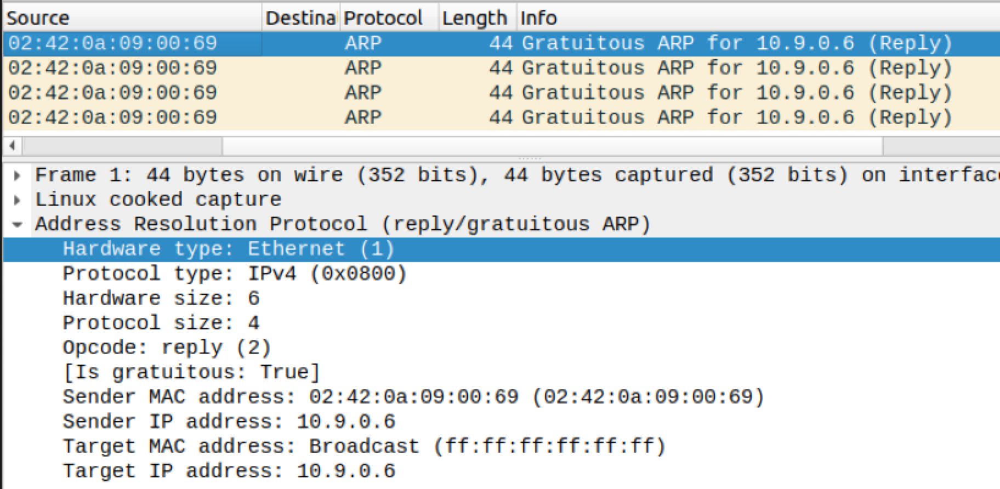 Source Destina Protocol Length Info
02:42:0a:09:00:69 ARP 44 Gratuitous ARP for 10.9.0.6 (Reply)
02:42:0a:09:00:69 ARP 44 Gratuitous ARP for 10.9.0.6 (Reply)
02:42:0a:09:00:69 ARP 44 Gratuitous ARP for 10.9.0.6 (Reply)
02:42:0a:09:00:69 ARP 44 Gratuitous ARP for 10.9.0.6 (Reply)
Frame 1: 44 bytes on wire (352 bits), 44 bytes captured (352 bits) on interfac
Linux cooked capture
Address Resolution Protocol (reply/gratuitous ARP)
Hardware type: Ethernet (1)
Protocol type: IPv4 (0x0800)
Hardware size: 6
Protocol size: 4
Opcode: reply (2)
[Is gratuitous: True]
Sender MAC address: 02:42:0a:09:00:69 (02:42:0a:09:00:69)
Sender IP address: 10.9.0.6
Target MAC address: Broadcast (ff:ff:ff:ff:ff:ff)
Target IP address: 10.9.0.6